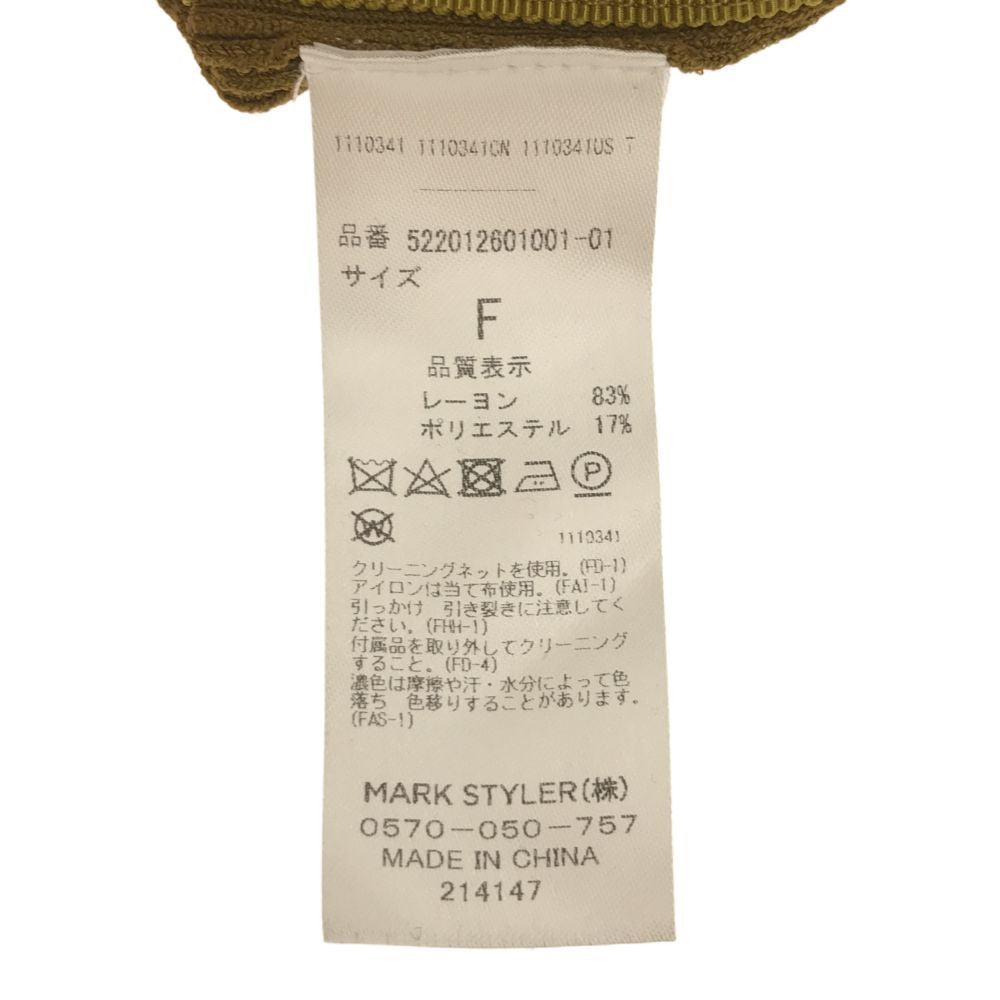 1110341 1110341CN 1110341US T
品番 522012601001-01
サイズ
F
品質表示
レーヨン 83%
ポリエステル 17%
P
W
1110341
クリーニングネットを使用。(FD-1)
アイロンは当て布使用。(FAI-1)
引っかけ 引き裂きに注意してく
ださい。(FHH-1)
付属品を取り外してクリーニング
すること。(FD-4)
濃色は摩擦や汗・水分によって色
落ち 色移りすることがあります。
(FAS-1)
MARK STYLER(株)
0570-050-757
MADE IN CHINA
214147